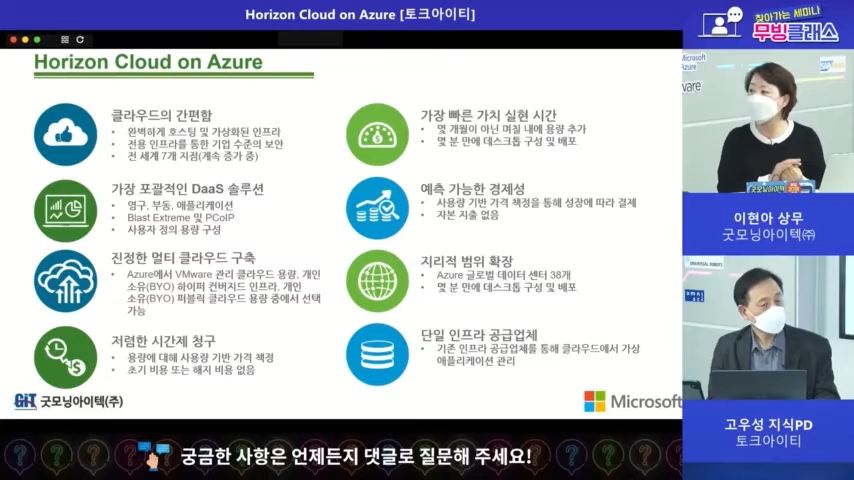 Horizon Cloud on Azure [토크아이티]
찾아가는 세미나
무빙클래스
Horizon Cloud on Azure
클라우드의 간편함
• 완벽하게 호스팅 및 가상화된 인프라
• 전용 인프라를 통한 기업 수준의 보안
• 전 세계 7개 지점(계속 증가 중)
가장 포괄적인 DaaS 솔루션
• 영구, 부동, 애플리케이션
• Blast Extreme 및 PCoIP
• 사용자 정의 용량 구성
진정한 멀티 클라우드 구축
• Azure에서 VMware 관리 클라우드 용량, 개인
소유(BYO) 하이퍼 컨버지드 인프라, 개인
소유(BYO) 퍼블릭 클라우드 용량 중에서 선택
가능
저렴한 시간제 청구
• 용량에 대해 사용량 기반 가격 책정
• 초기 비용 또는 해지 비용 없음
가장 빠른 가치 실현 시간
• 몇 개월이 아닌 며칠 내에 용량 추가
• 몇 분 만에 데스크톱 구성 및 배포
예측 가능한 경제성
• 사용량 기반 가격 책정을 통해 성장에 따라 결제
• 자본 지출 없음
지리적 범위 확장
• Azure 글로벌 데이터 센터 38개
• 몇 분 만에 데스크톱 구성 및 배포
단일 인프라 공급업체
• 기존 인프라 공급업체를 통해 클라우드에서 가상
애플리케이션 관리
GIT 굿모닝아이텍(주)
Microsoft
Microsoft
Azure
ware
SAP
굿모닝아이텍
이현아 상무
굿모닝아이텍㈜
UNIVERSAL ROBOTS
omni
sci
고우성 지식PD
토크아이티
궁금한 사항은 언제든지 댓글로 질문해 주세요!